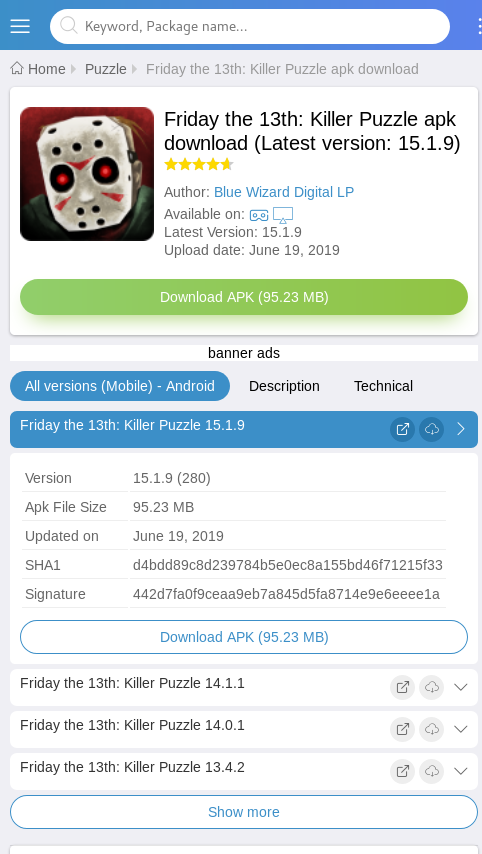 Keyword, Package name...
Home Puzzle Friday the 13th: Killer Puzzle apk download
Friday the 13th: Killer Puzzle apk
download (Latest version: 15.1.9)
Author: Blue Wizard Digital LP
Available on:
Latest Version: 15.1.9
Upload date: June 19, 2019
Download APK (95.23 MB)
banner ads
All versions (Mobile) - Android Description Technical
Friday the 13th: Killer Puzzle 15.1.9
Version 15.1.9 (280)
Apk File Size 95.23 MB
Updated on June 19, 2019
SHA1 d4bdd89c8d239784b5e0ec8a155bd46f71215f33
Signature 442d7fa0f9ceaa9eb7a845d5fa8714e9e6eeee1a
Download APK (95.23 MB)
Friday the 13th: Killer Puzzle 14.1.1
Friday the 13th: Killer Puzzle 14.0.1
Friday the 13th: Killer Puzzle 13.4.2
Show more